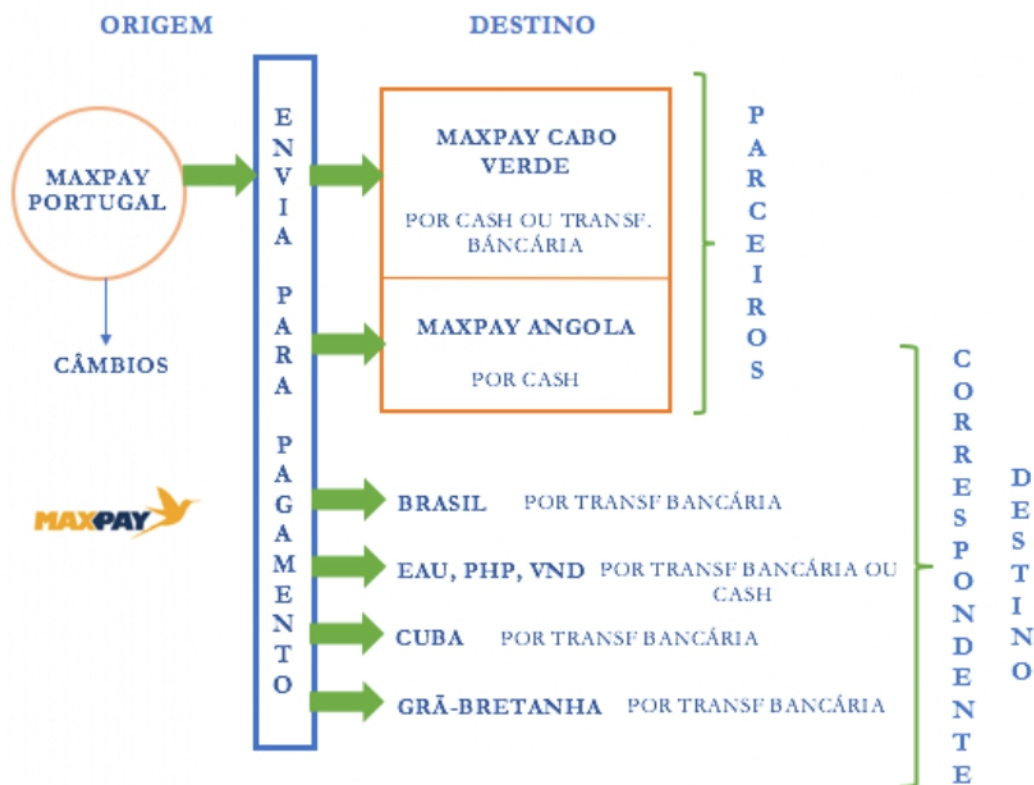 ORIGEM
DESTINO
MAXPAY
PORTUGAL
CÂMBIOS
MAXPAY
ENVIA PARA PAGAMENTO
MAXPAY CABO
VERDE
POR CASH OU TRANSF.
BÁNCÁRIA
MAXPAY ANGOLA
POR CASH
PARCEIROS
BRASIL POR TRANSF BANCÁRIA
EAU, PHP, VND POR TRANSF BANCÁRIA OU
CASH
CUBA POR TRANSF BANCÁRIA
GRÃ-BRETANHA POR TRANSF BANCÁRIA
CORRESPONDENTE
DESTINO